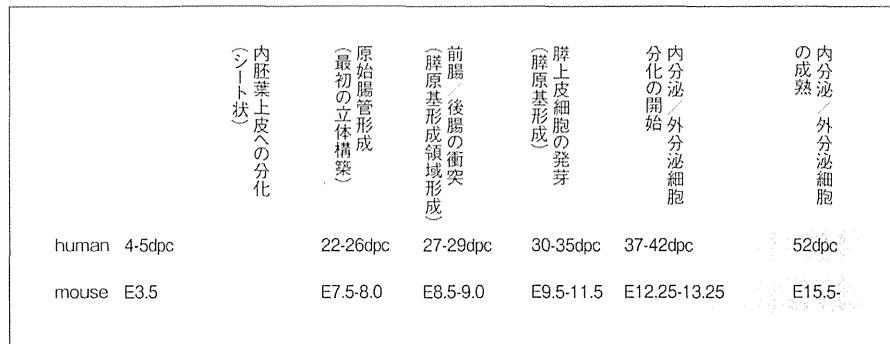 内胚葉上皮への分化
(シート状)
原始腸管形成
(最初の立体構築)
前腸／後腸の衝突
(膵原基形成領域形成)
膵上皮細胞の発芽
(膵原基形成)
内分泌／外分泌細胞
分化の開始
内分泌／外分泌細胞
の成熟
human 4-5dpc 22-26dpc 27-29dpc 30-35dpc 37-42dpc 52dpc
mouse E3.5 E7.5-8.0 E8.5-9.0 E9.5-11.5 E12.25-13.25 E15.5-